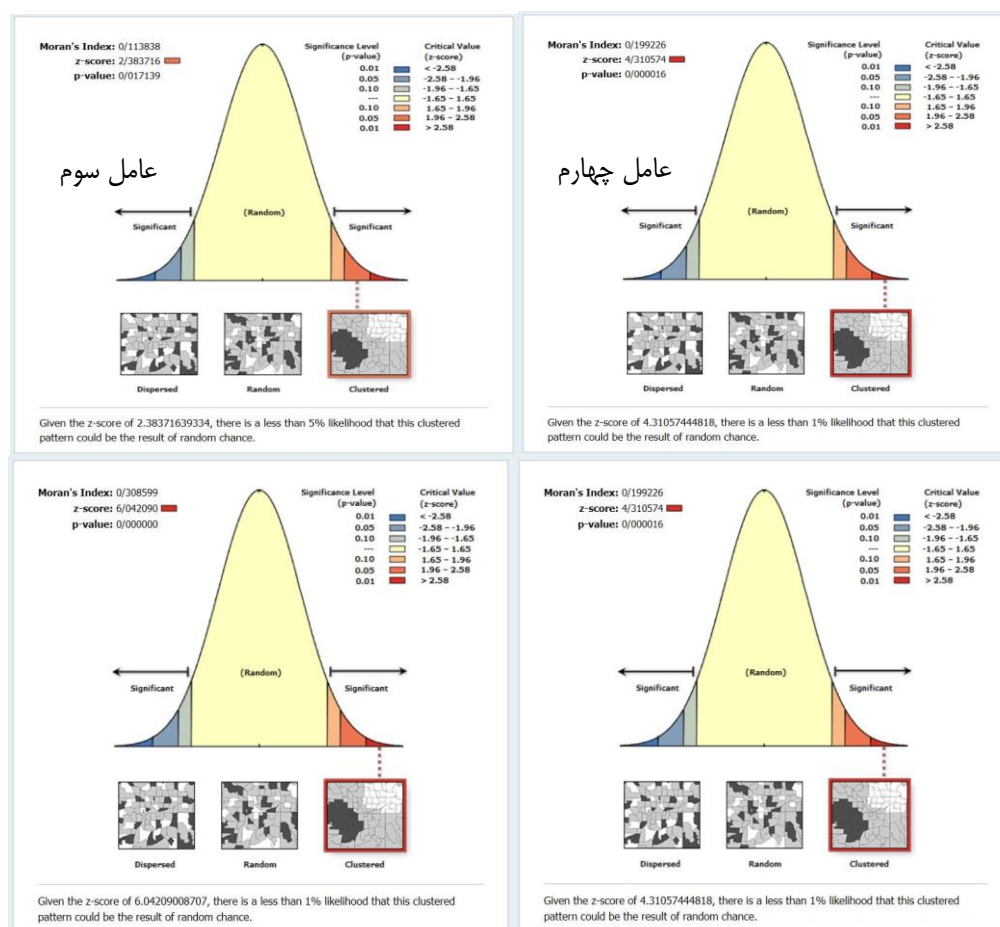 Moran's Index: 0/113838
z-score: 2/383716
p-value: 0/017139
Significance Level (p-value)
Critical Value (z-score)
0.01 < -2.58
0.05 -2.58 - -1.96
0.10 -1.96 - -1.65
--- -1.65 - 1.65
0.10 1.65 - 1.96
0.05 1.96 - 2.58
0.01 > 2.58
عامل سوم
(Random)
Significant
Significant
Dispersed
Random
Clustered
Given the z-score of 2.38371639334, there is a less than 5% likelihood that this clustered
pattern could be the result of random chance.
Moran's Index: 0/199226
z-score: 4/310574
p-value: 0/000016
Significance Level (p-value)
Critical Value (z-score)
0.01 < -2.58
0.05 -2.58 - -1.96
0.10 -1.96 - -1.65
--- -1.65 - 1.65
0.10 1.65 - 1.96
0.05 1.96 - 2.58
0.01 > 2.58
عامل چهارم
(Random)
Significant
Significant
Dispersed
Random
Clustered
Given the z-score of 4.31057444818, there is a less than 1% likelihood that this clustered
pattern could be the result of random chance.
Moran's Index: 0/308599
z-score: 6/042090
p-value: 0/000000
Significance Level (p-value)
Critical Value (z-score)
0.01 < -2.58
0.05 -2.58 - -1.96
0.10 -1.96 - -1.65
--- -1.65 - 1.65
0.10 1.65 - 1.96
0.05 1.96 - 2.58
0.01 > 2.58
(Random)
Significant
Significant
Dispersed
Random
Clustered
Given the z-score of 6.04209008707, there is a less than 1% likelihood that this clustered
pattern could be the result of random chance.
Moran's Index: 0/199226
z-score: 4/310574
p-value: 0/000016
Significance Level (p-value)
Critical Value (z-score)
0.01 < -2.58
0.05 -2.58 - -1.96
0.10 -1.96 - -1.65
--- -1.65 - 1.65
0.10 1.65 - 1.96
0.05 1.96 - 2.58
0.01 > 2.58
(Random)
Significant
Significant
Dispersed
Random
Clustered
Given the z-score of 4.31057444818, there is a less than 1% likelihood that this clustered
pattern could be the result of random chance.